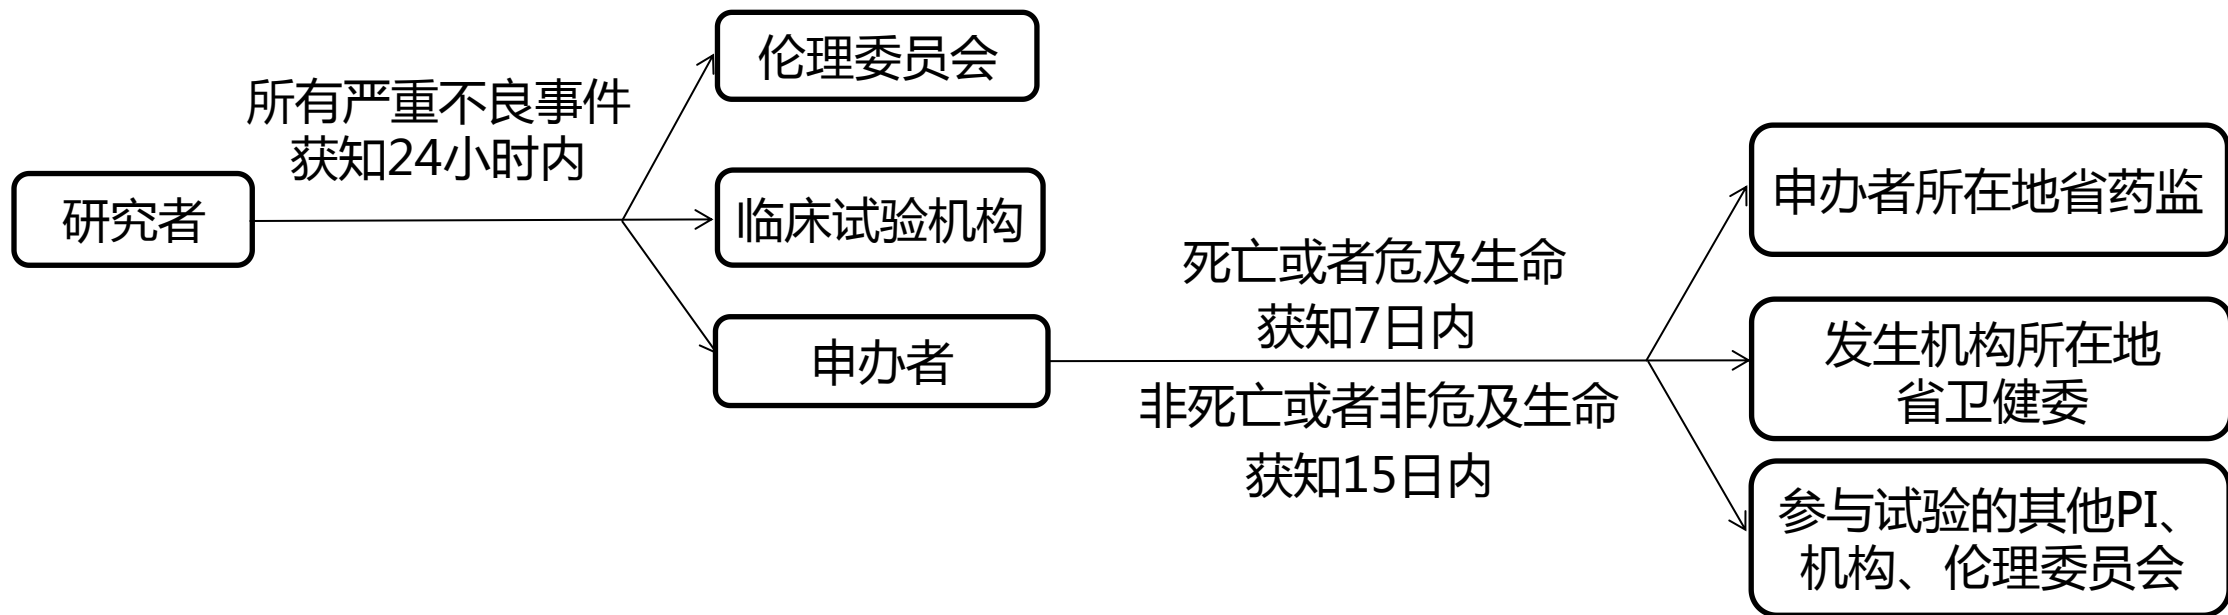 伦理委员会
所有严重不良事件
获知24小时内
研究者
临床试验机构
申办者
死亡或者危及生命
获知7日内
非死亡或者非危及生命
获知15日内
申办者所在地省药监
发生机构所在地
省卫健委
参与试验的其他PI、
机构、伦理委员会